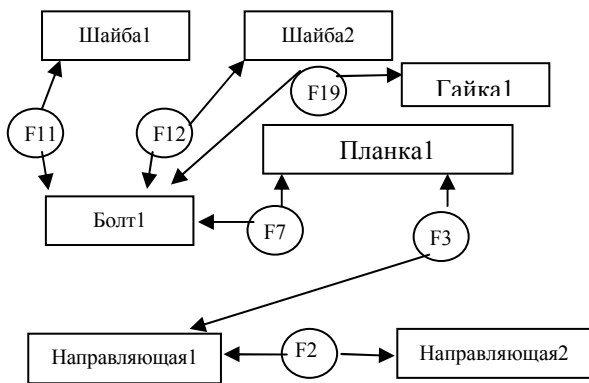 Шайба1
Шайба2
F19
Гайка1
F11
F12
Планка1
Болт1
F7
F3
Направляющая1
F2
Направляющая2